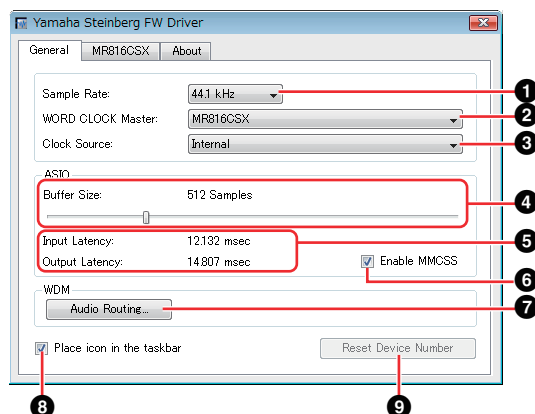 Yamaha Steinberg FW Driver
General MR816CSX About
Sample Rate: 44.1 kHz 1
WORD CLOCK Master: MR816CSX 2
Clock Source: Internal 3
ASIO
Buffer Size: 512 Samples 4
Input Latency: 12.132 msec 5
Output Latency: 14.807 msec Enable MMCSS
6
WDM
Audio Routing... 7
Place icon in the taskbar Reset Device Number
8 9